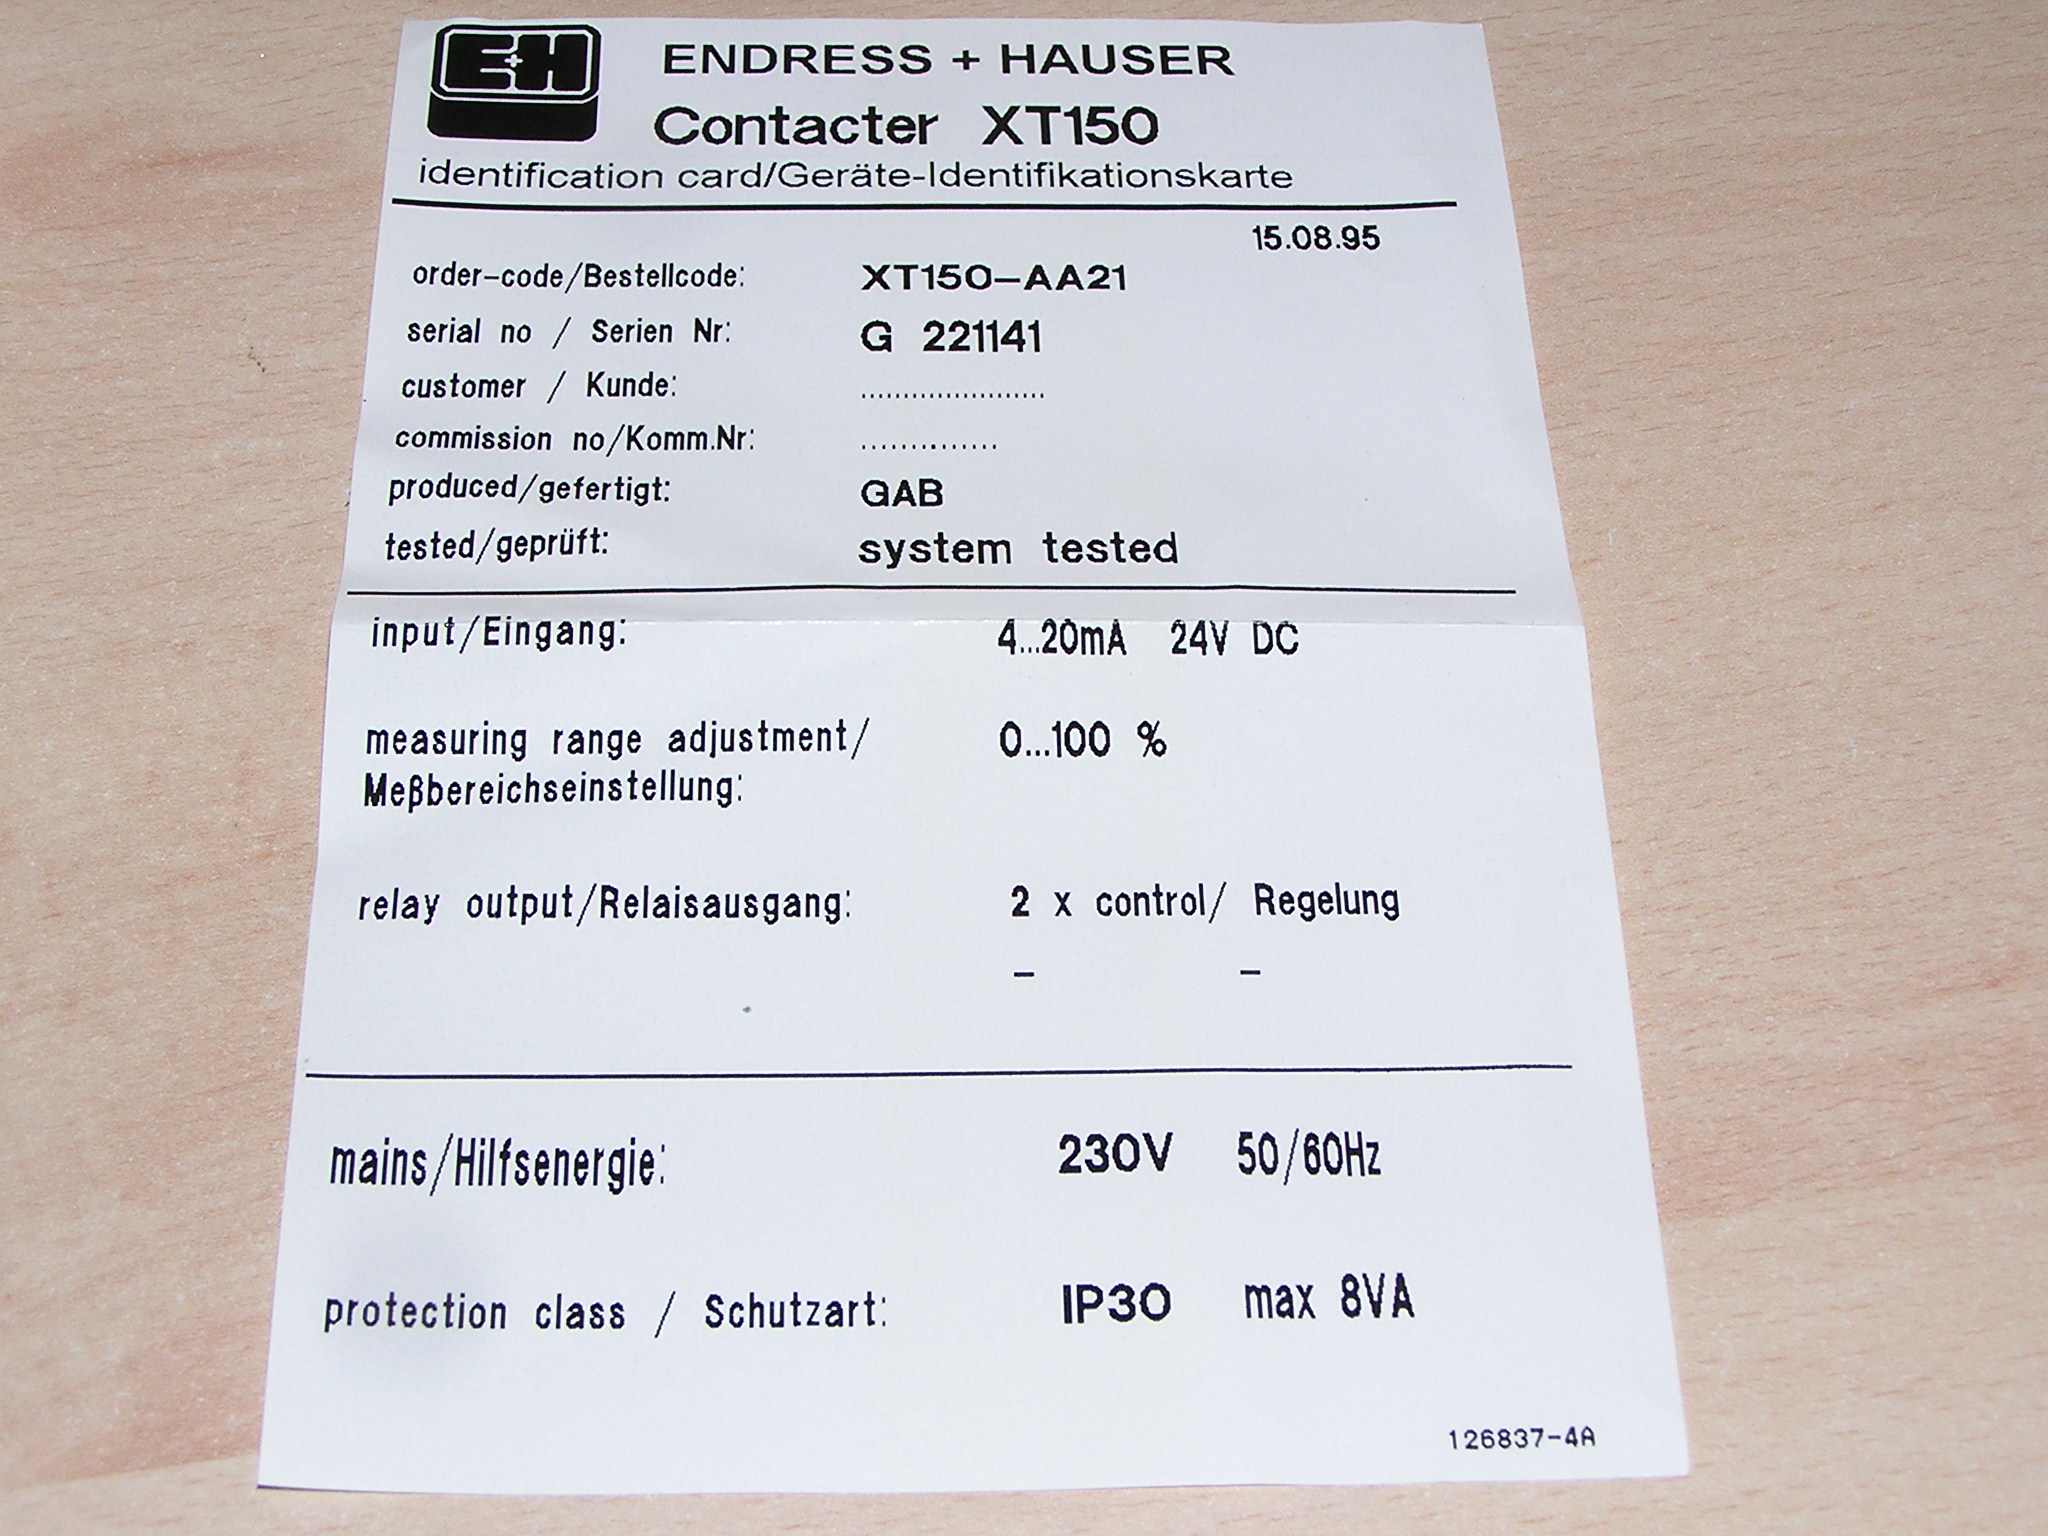 E+H
ENDRESS + HAUSER
Contacter XT150
identification card/Geräte-Identifikationskarte
15.08.95
order-code/Bestellcode: XT150-AA21
serial no / Serien Nr: G 221141
customer / Kunde: ......................
commission no/Komm.Nr: ..............
produced/gefertigt: GAB
tested/geprüft: system tested
input/Eingang: 4...20mA 24V DC
measuring range adjustment/ 0...100 %
Meßbereichseinstellung:
relay output/Relaisausgang: 2 x control/ Regelung
- -
mains/Hilfsenergie: 230V 50/60Hz
protection class / Schutzart: IP30 max 8VA
126837-4A